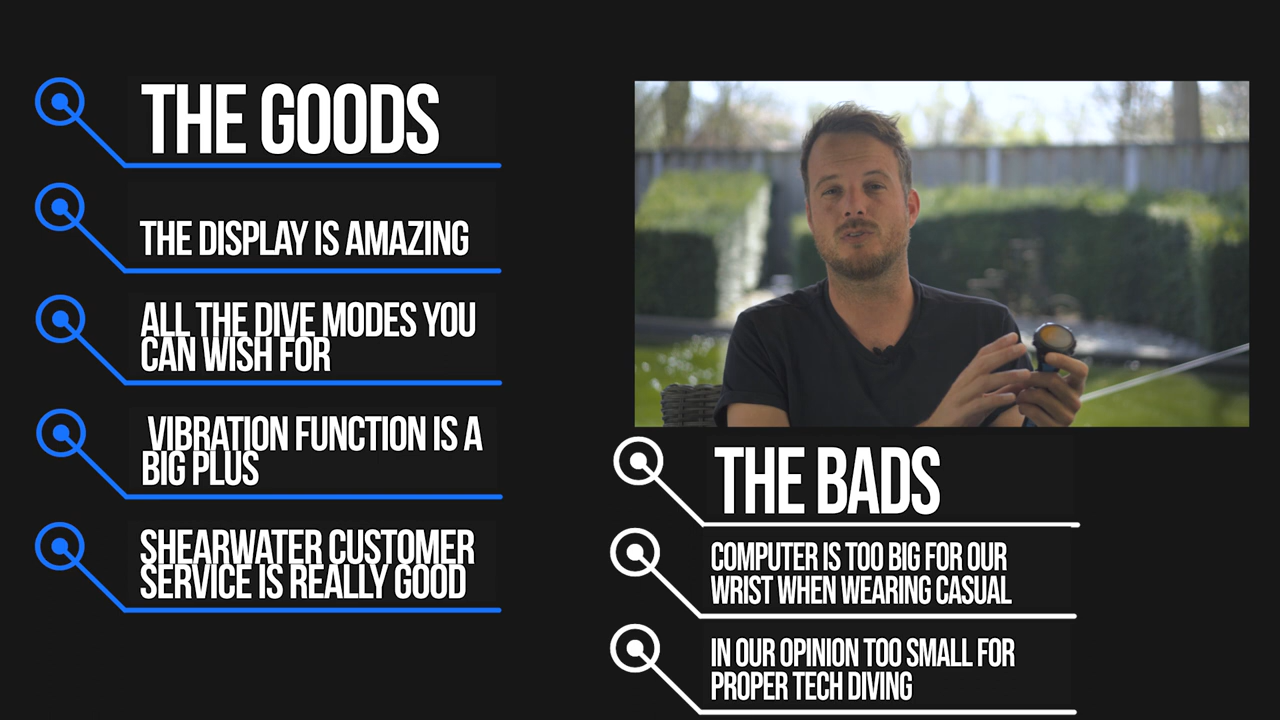 THE GOODS
THE DISPLAY IS AMAZING
ALL THE DIVE MODES YOU
CAN WISH FOR
VIBRATION FUNCTION IS A
BIG PLUS
SHEARWATER CUSTOMER
SERVICE IS REALLY GOOD
THE BADS
COMPUTER IS TOO BIG FOR OUR
WRIST WHEN WEARING CASUAL
IN OUR OPINION TOO SMALL FOR
PROPER TECH DIVING